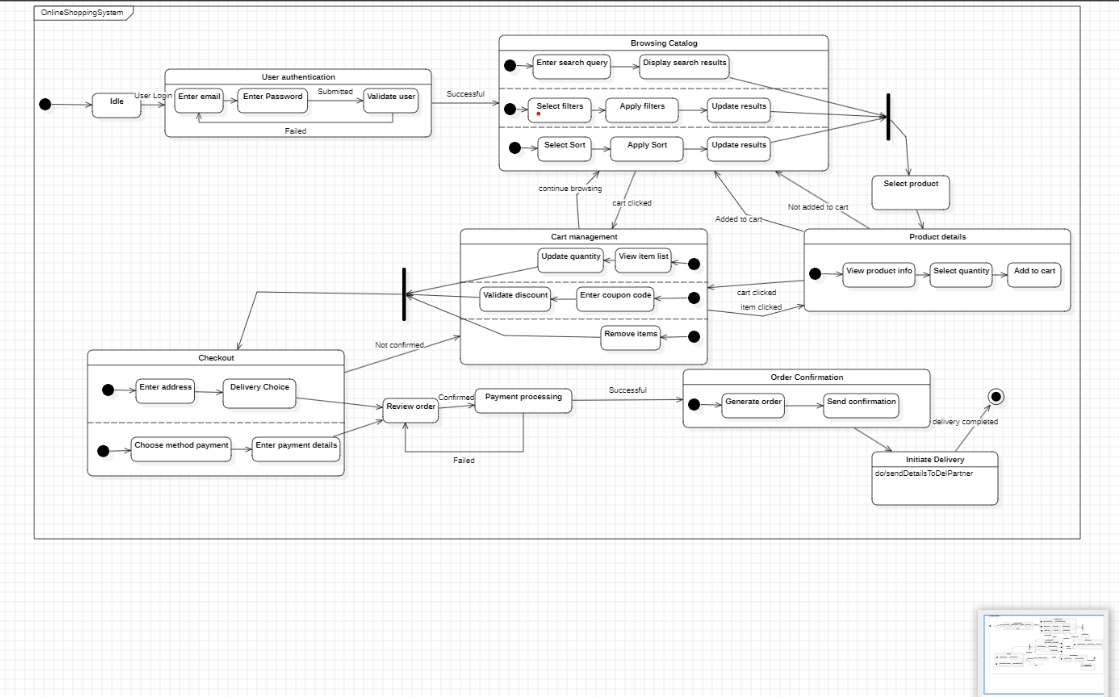 OnlineShoppingSystem
Idle
User Login
User authentication
Enter email
Enter Password
Submitted
Validate user
Failed
Successful
Browsing Catalog
Enter search query
Display search results
Select filters
Apply filters
Update results
Select Sort
Apply Sort
Update results
Select product
continue browsing
cart clicked
Added to cart
Not added to cart
Cart management
Update quantity
View item list
Validate discount
Enter coupon code
Remove items
Product details
View product info
Select quantity
Add to cart
cart clicked
item clicked
Not confirmed
Checkout
Enter address
Delivery Choice
Choose method payment
Enter payment details
Review order
Confirmed
Payment processing
Failed
Successful
Order Confirmation
Generate order
Send confirmation
delivery completed
Initiate Delivery
do/sendDetailsToDelPartner